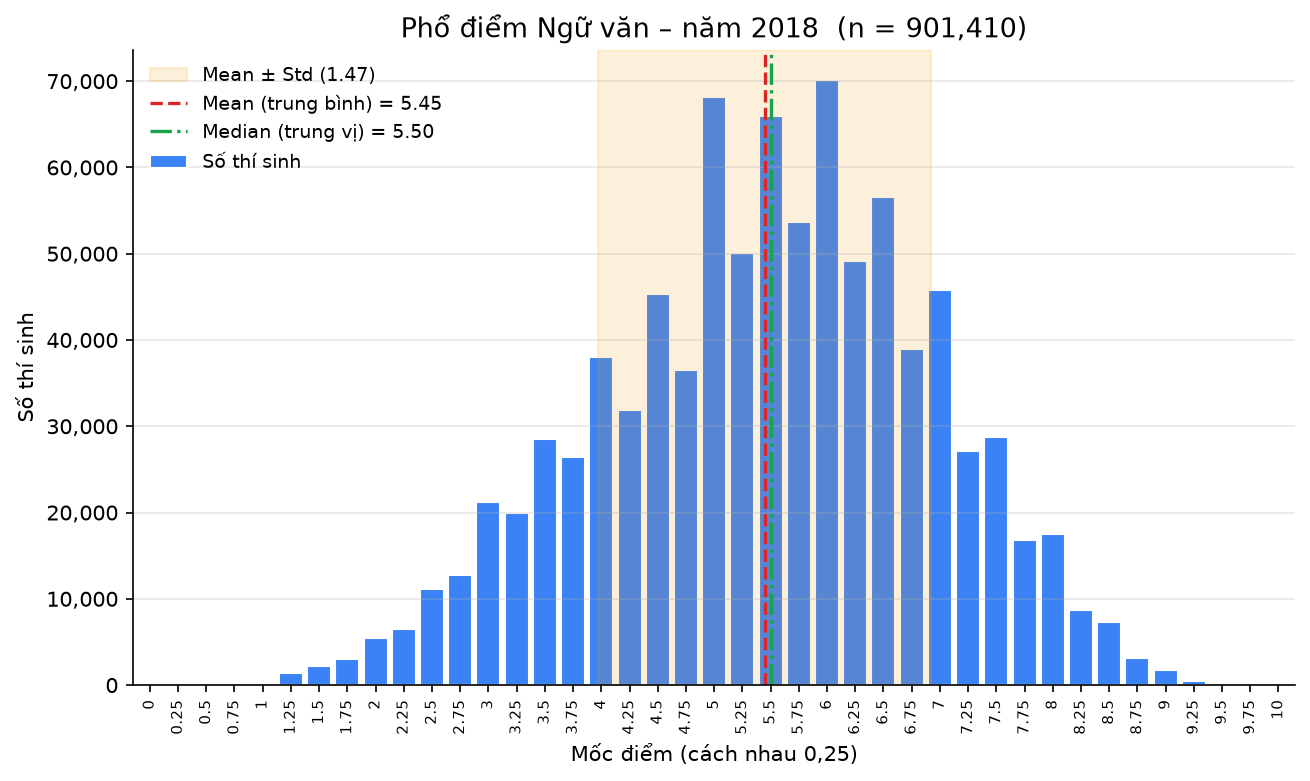 Phổ điểm Ngữ văn – năm 2018 (n = 901,410)
Mean ± Std (1.47)
Mean (trung bình) = 5.45
Median (trung vị) = 5.50
Số thí sinh
70,000
60,000
50,000
40,000
30,000
20,000
10,000
0
Số thí sinh
0 0.25 0.5 0.75 1 1.25 1.5 1.75 2 2.25 2.5 2.75 3 3.25 3.5 3.75 4 4.25 4.5 4.75 5 5.25 5.5 5.75 6 6.25 6.5 6.75 7 7.25 7.5 7.75 8 8.25 8.5 8.75 9 9.25 9.5 9.75 10
Mốc điểm (cách nhau 0,25)